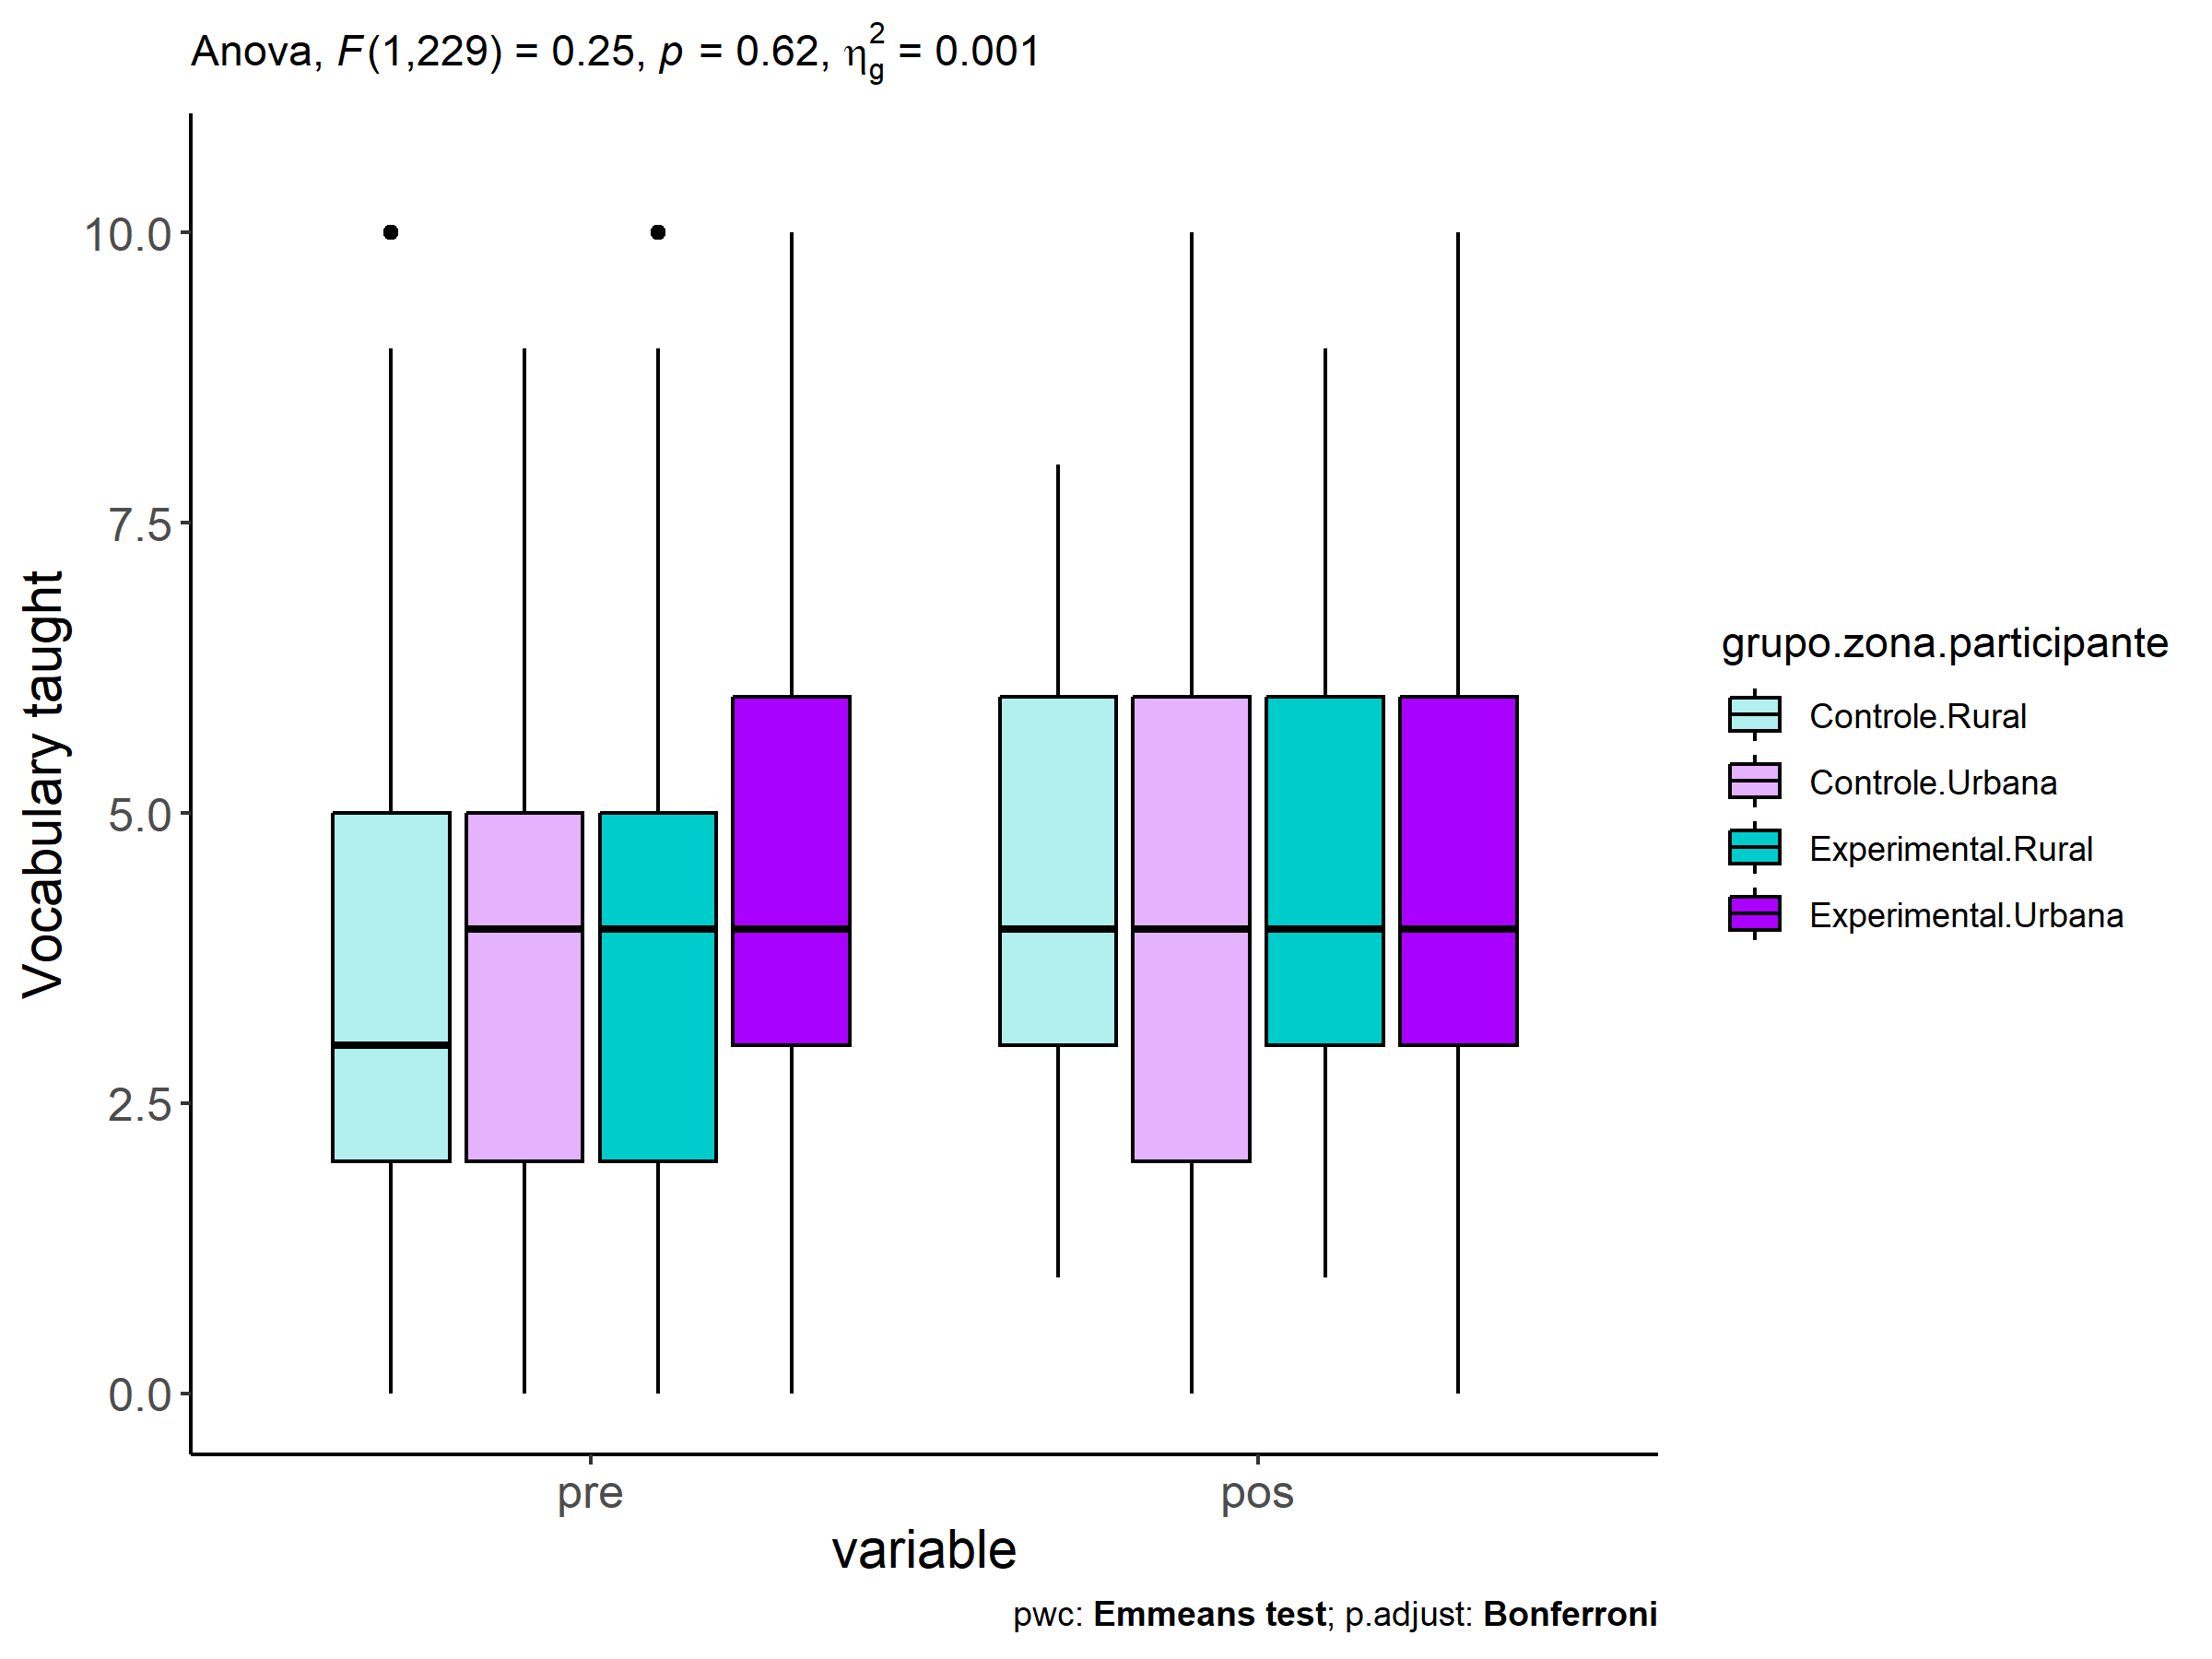 Anova, F(1,229) = 0.25, p = 0.62, η²g = 0.001
Vocabulary taught
10.0
7.5
5.0
2.5
0.0
pre
pos
variable
pwc: Emmeans test; p.adjust: Bonferroni
grupo.zona.participante
Controle.Rural
Controle.Urbana
Experimental.Rural
Experimental.Urbana